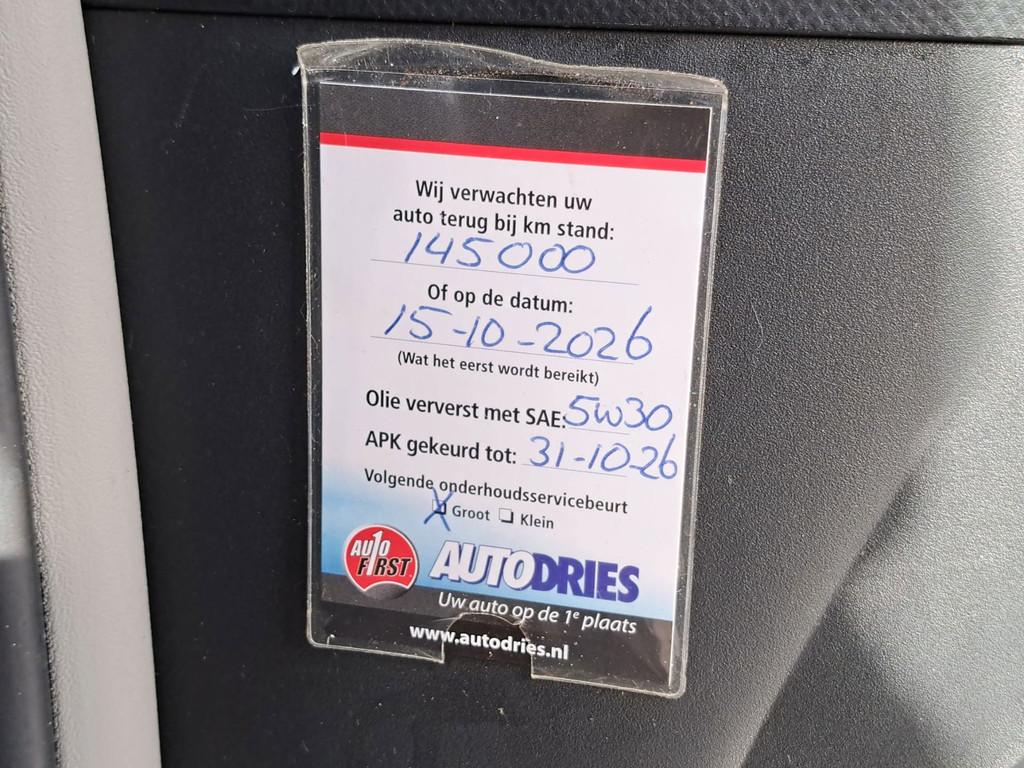 Wij verwachten uw
auto terug bij km stand:
145000
Of op de datum:
15-10-2026
(Wat het eerst wordt bereikt)
Olie ververst met SAE: 5W30
APK gekeurd tot: 31-10-26
Volgende onderhoudsservicebeurt
X Groot ☐ Klein
AUTO FIRST
AUTODRIES
Uw auto op de 1e plaats
www.autodries.nl